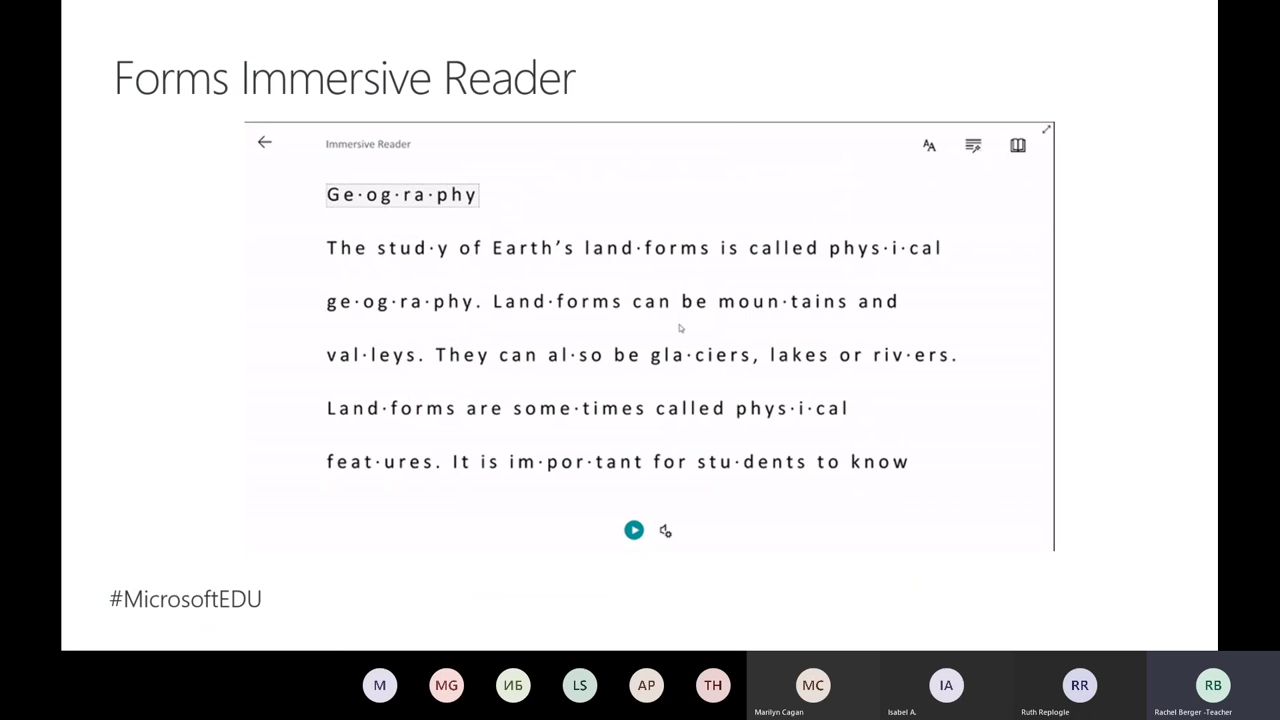 Forms Immersive Reader
Immersive Reader
Ge·og·ra·phy
The stud·y of Earth’s land·forms is called phys·i·cal
ge·og·ra·phy. Land·forms can be moun·tains and
val·leys. They can al·so be gla·ciers, lakes or riv·ers.
Land·forms are some·times called phys·i·cal
feat·ures. It is im·por·tant for stu·dents to know
#MicrosoftEDU
M MG ИБ LS AP TH MC IA RR RB
Marilyn Cagan Isabel A. Ruth Replogle Rachel Berger -Teacher